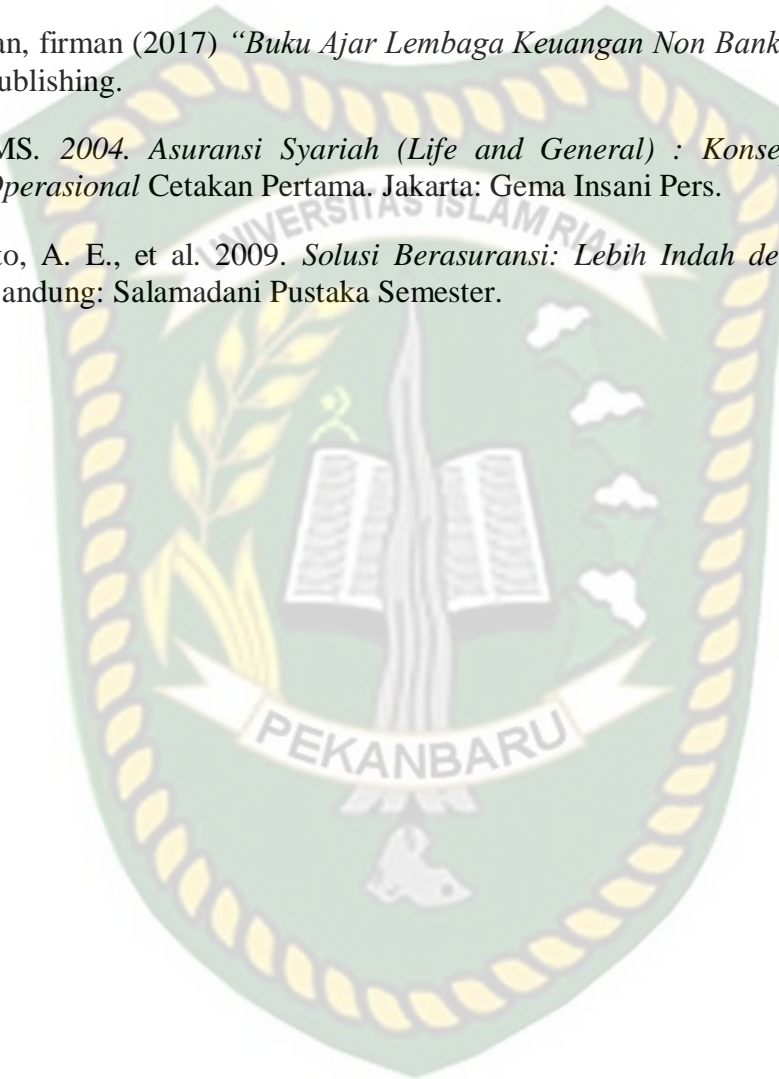 an, firman (2017) “Buku Ajar Lembaga Keuangan Non Bank
ublishing.
MS. 2004. Asuransi Syariah (Life and General) : Konse
Operasional Cetakan Pertama. Jakarta: Gema Insani Pers.
UNIVERSITAS ISLAM RIAU
to, A. E., et al. 2009. Solusi Berasuransi: Lebih Indah de
andung: Salamadani Pustaka Semester.
PEKANBARU